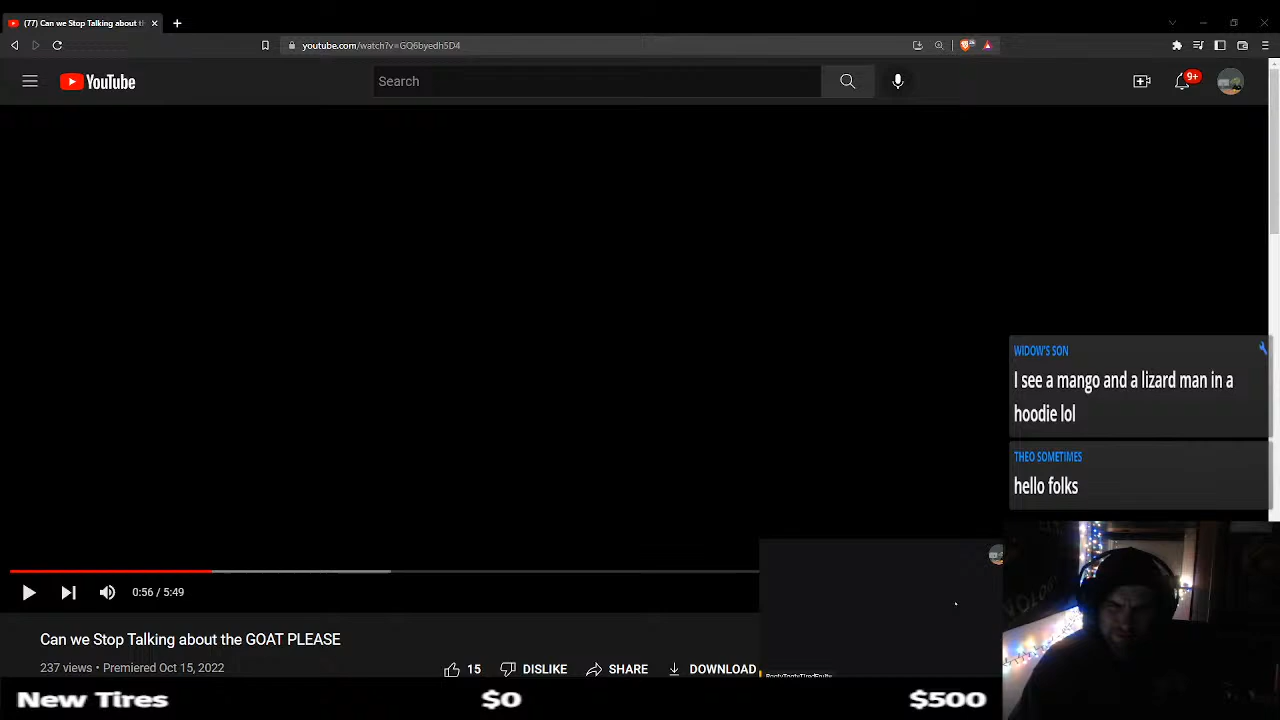 (77) Can we Stop Talking about th
youtube.com/watch?v=GQ6byedh5D4
YouTube
Search
9+
WIDOW'S SON
I see a mango and a lizard man in a
hoodie lol
THEO SOMETIMES
hello folks
0:56 / 5:49
Can we Stop Talking about the GOAT PLEASE
237 views • Premiered Oct 15, 2022
15 DISLIKE SHARE DOWNLOAD
New Tires $0 $500